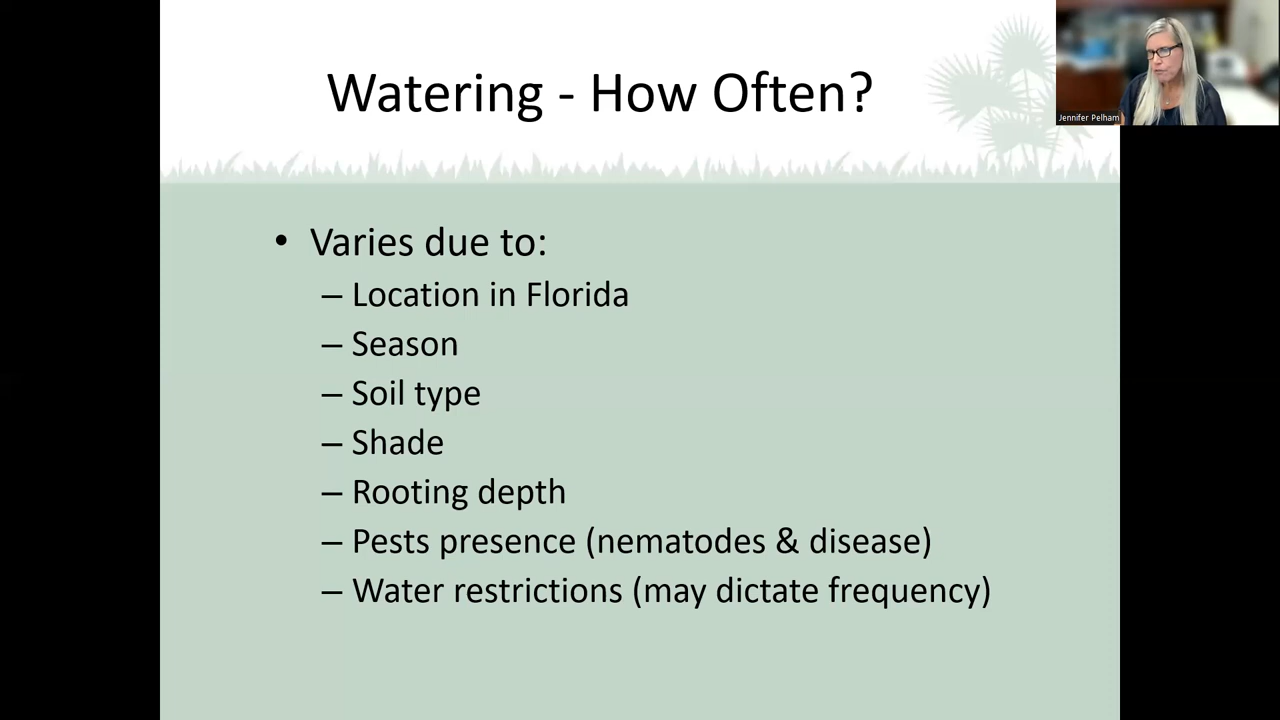 Watering - How Often?
Jennifer Pelham
• Varies due to:
– Location in Florida
– Season
– Soil type
– Shade
– Rooting depth
– Pests presence (nematodes & disease)
– Water restrictions (may dictate frequency)